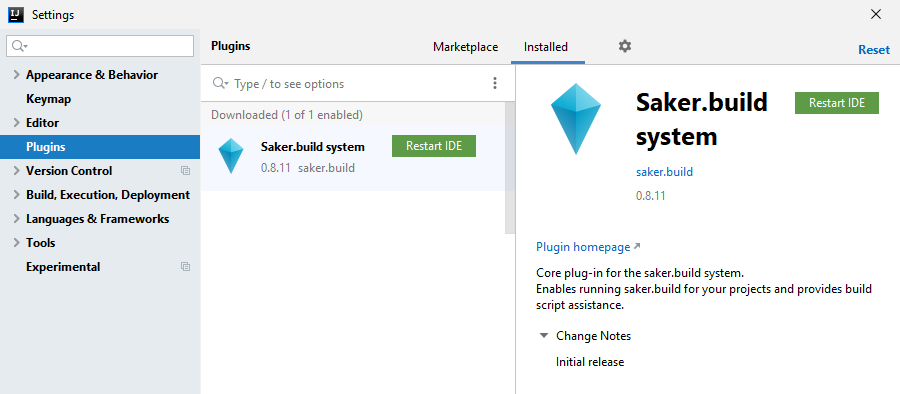 IJ
Settings
Plugins
Marketplace
Installed
Reset
Appearance & Behavior
Keymap
Editor
Plugins
Version Control
Build, Execution, Deployment
Languages & Frameworks
Tools
Experimental
Type / to see options
Downloaded (1 of 1 enabled)
Saker.build system
Restart IDE
0.8.11 saker.build
Saker.build
system
Restart IDE
saker.build
0.8.11
Plugin homepage
Core plug-in for the saker.build system.
Enables running saker.build for your projects and provides build
script assistance.
Change Notes
Initial release